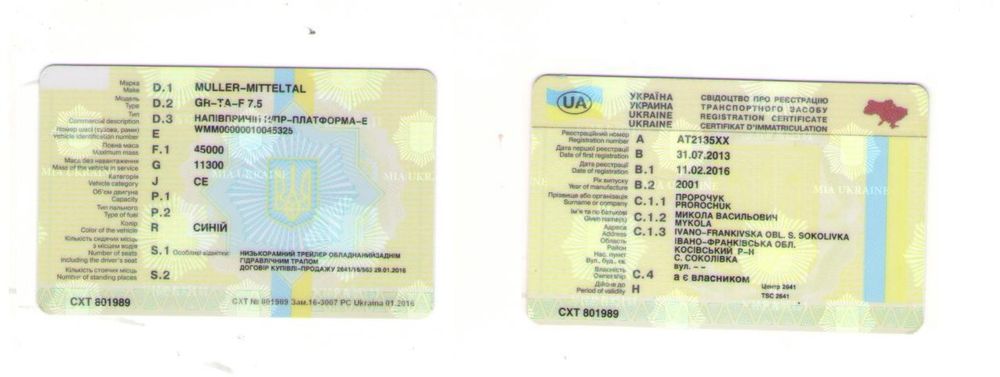 Марка
Make D.1 MULLER-MITTELTAL
Модель
Type D.2 GR-TA-F 7.5
Тип
Commercial description D.3 НАПІВПРИЧІП Н/ПР-ПЛАТФОРМА-Е
Номер шасі (кузова, рами)
Vehicle identification number E WMM00000010045325
Повна маса
Maximum mass F.1 45000
Маса без навантаження
Mass of the vehicle in service G 11300
Категорія
Vehicle category J CE
Об'єм двигуна
Capacity P.1
Тип пального
Type of fuel P.2
Колір
Color of the vehicle R СИНІЙ
Кількість сидячих місць
з місцем водія
Number of seats
including the driver's seat S.1 Особливі відмітки: НИЗЬКОРАМНИЙ ТРЕЙЛЕР ОБЛАДНАНИЙЗАДНІМ
ГІДРАВЛІЧНИМ ТРАПОМ
ДОГОВІР КУПІВЛІ-ПРОДАЖУ 2641/16/553 29.01.2016
Кількість стоячих місць
Number of standing places S.2
MIA UKRAINE
СХТ 801989 СХТ № 801989 Зам.16-3007 РС Ukraina 01.2016
UA
УКРАЇНА СВІДОЦТВО ПРО РЕЄСТРАЦІЮ
УКРАИНА ТРАНСПОРТНОГО ЗАСОБУ
UKRAINE REGISTRATION CERTIFICATE
UKRAINE CERTIFICAT D'IMMATRICULATION
Реєстраційний номер
Registration number A AT2135XX
Дата першої реєстрації
Date of first registration B 31.07.2013
Дата реєстрації
Date of registration B.1 11.02.2016
Рік випуску
Year of manufacture B.2 2001
MIA UKRAINE
Прізвище або організація
Surname or company C.1.1 ПРОРОЧУК
PROROCHUK
Ім'я та по батькові
Given name(s) C.1.2 МИКОЛА ВАСИЛЬОВИЧ
MYKOLA
Адреса
Address C.1.3 IVANO-FRANKIVSKA OBL. S. SOKOLIVKA
Область ІВАНО-ФРАНКІВСЬКА ОБЛ.
Район КОСІВСЬКИЙ Р-Н
Нас. пункт С. СОКОЛІВКА
Вул., буд., кв. вул. --
Власність
Ownership C.4 а є власником
Дійсне до
Period of validity H
Центр 2641
TSC 2641
СХТ 801989